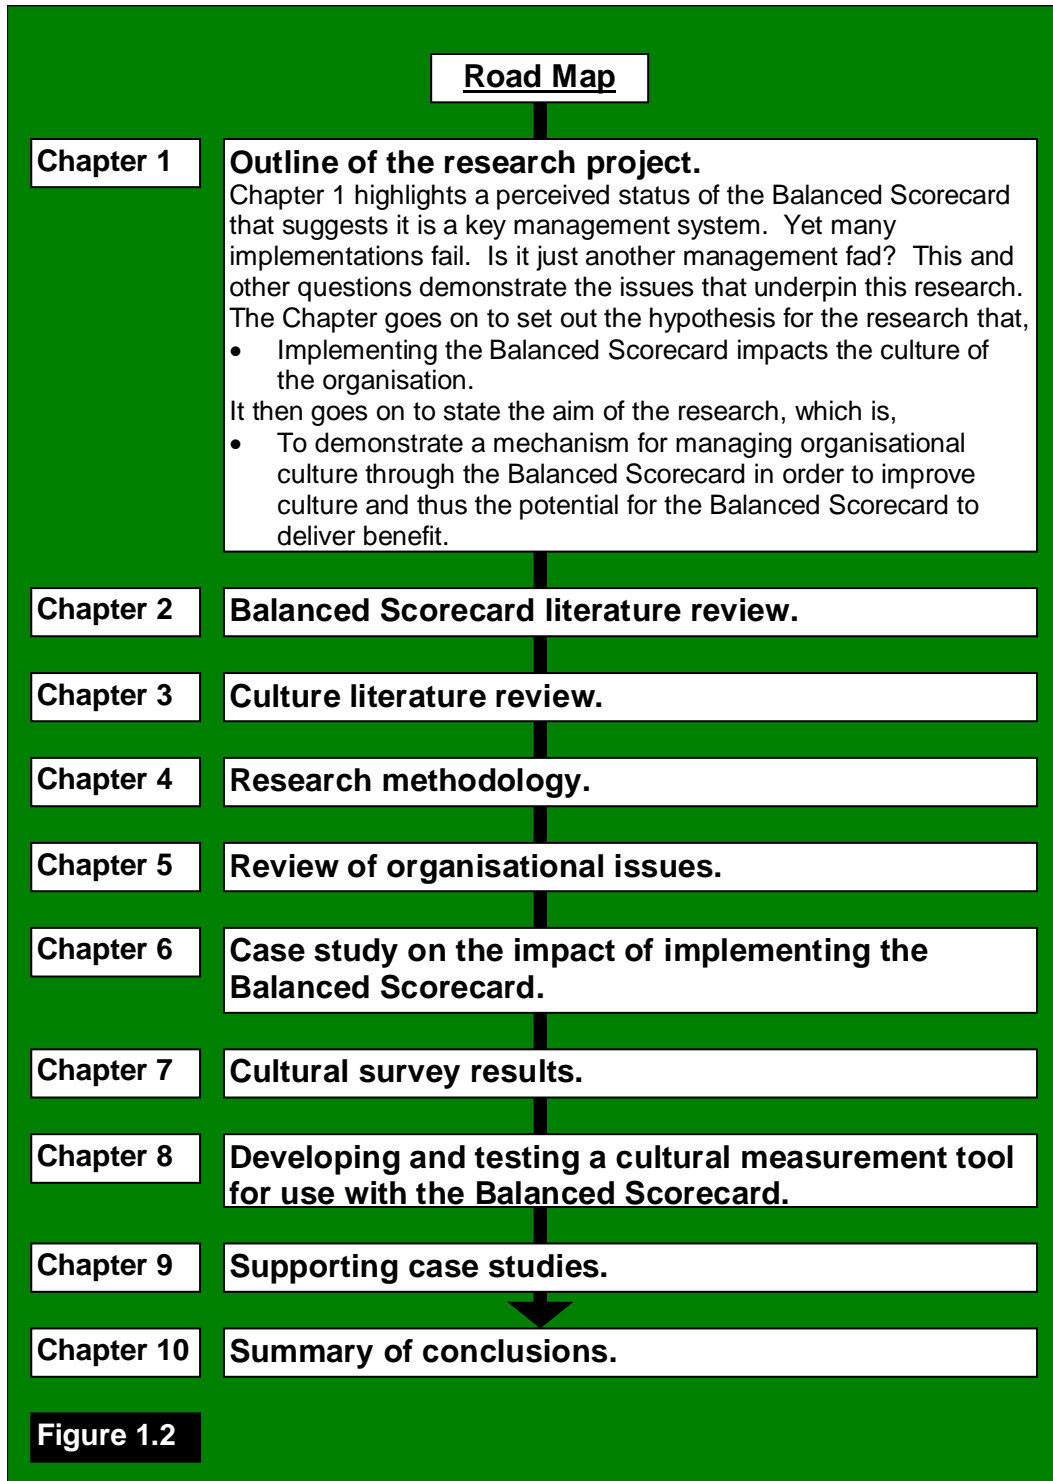 Road Map
Chapter 1
Outline of the research project.
Chapter 1 highlights a perceived status of the Balanced Scorecard
that suggests it is a key management system.  Yet many
implementations fail.  Is it just another management fad?  This and
other questions demonstrate the issues that underpin this research.
The Chapter goes on to set out the hypothesis for the research that,
• Implementing the Balanced Scorecard impacts the culture of
the organisation.
It then goes on to state the aim of the research, which is,
• To demonstrate a mechanism for managing organisational
culture through the Balanced Scorecard in order to improve
culture and thus the potential for the Balanced Scorecard to
deliver benefit.
Chapter 2
Balanced Scorecard literature review.
Chapter 3
Culture literature review.
Chapter 4
Research methodology.
Chapter 5
Review of organisational issues.
Chapter 6
Case study on the impact of implementing the
Balanced Scorecard.
Chapter 7
Cultural survey results.
Chapter 8
Developing and testing a cultural measurement tool
for use with the Balanced Scorecard.
Chapter 9
Supporting case studies.
Chapter 10
Summary of conclusions.
Figure 1.2